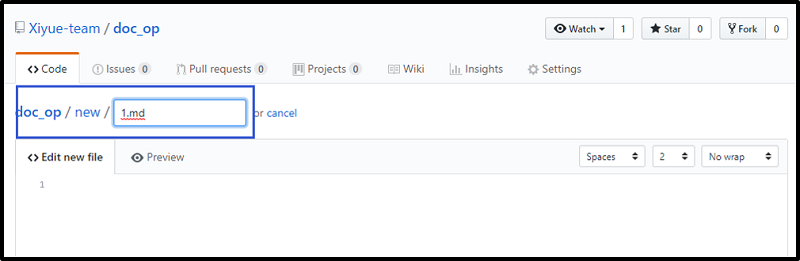 Xiyue-team / doc_op
Watch 1 Star 0 Fork 0
Code Issues 0 Pull requests 0 Projects 0 Wiki Insights Settings
doc_op / new / 1.md or cancel
Edit new file Preview Spaces 2 No wrap
1